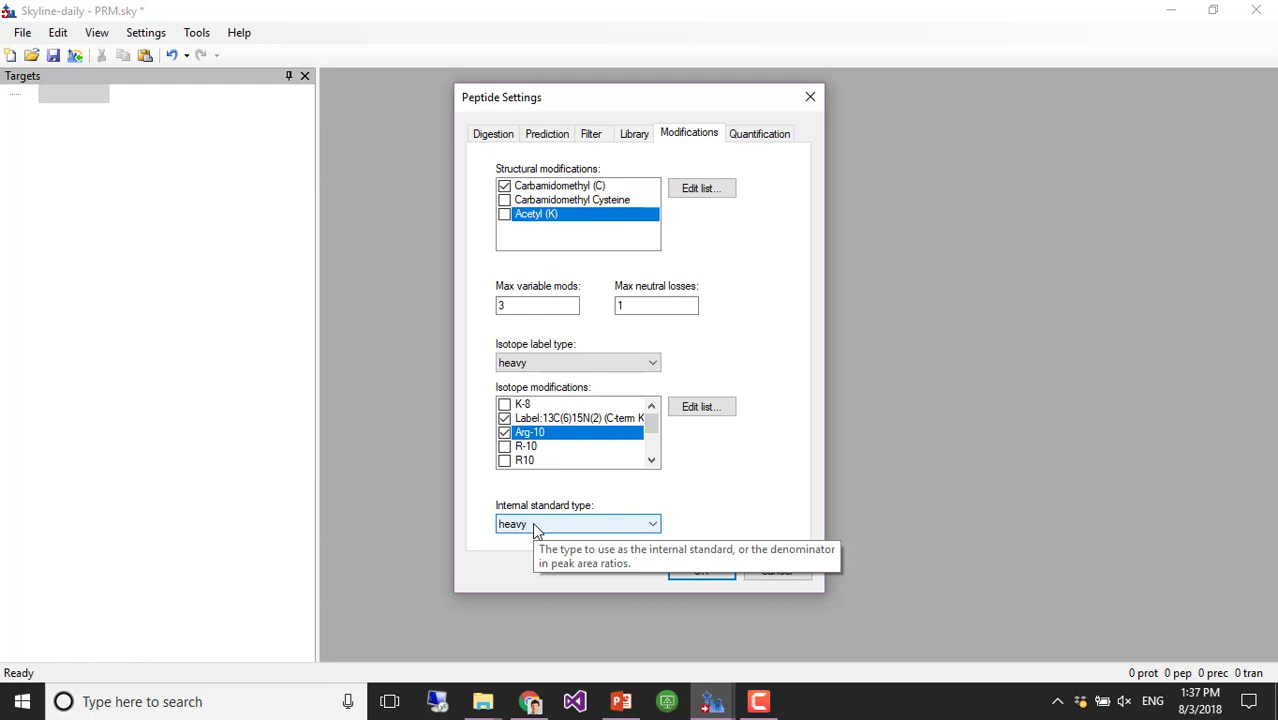 Skyline-daily - PRM.sky *
File Edit View Settings Tools Help
Targets
Peptide Settings
Digestion Prediction Filter Library Modifications Quantification
Structural modifications:
Carbamidomethyl (C)
Carbamidomethyl Cysteine
Acetyl (K)
Edit list...
Max variable mods: Max neutral losses:
3 1
Isotope label type:
heavy
Isotope modifications:
K-8
Label:13C(6)15N(2) (C-term K
Arg-10
R-10
R10
Edit list...
Internal standard type:
heavy
The type to use as the internal standard, or the denominator
in peak area ratios.
Ready 0 prot 0 pep 0 prec 0 tran
Type here to search
ENG
1:37 PM
8/3/2018